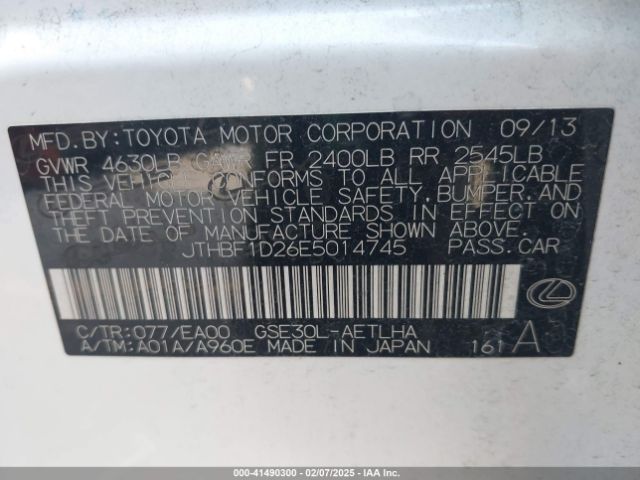 MFD.BY:TOYOTA MOTOR CORPORATION 09/13
GVWR 4630LB GAWR FR 2400LB RR 2545LB
THIS VEHICLE CONFORMS TO ALL APPLICABLE
FEDERAL MOTOR VEHICLE SAFETY,BUMPER,AND
THEFT PREVENTION STANDARDS IN EFFECT ON
THE DATE OF MANUFACTURE SHOWN ABOVE.
JTHBF1D26E5014745 PASS.CAR
C/TR:077/EA00 GSE30L-AETLHA
A/TM:A01A/A960E MADE IN JAPAN 161 A
000-41490300 - 02/07/2025 - IAA Inc.